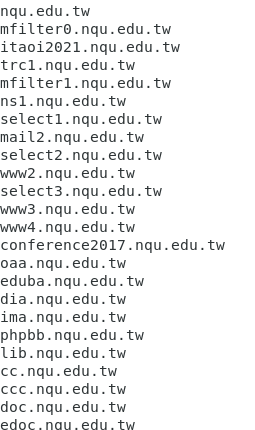 nqu.edu.tw
mfilter0.nqu.edu.tw
itaoi2021.nqu.edu.tw
trc1.nqu.edu.tw
mfilter1.nqu.edu.tw
ns1.nqu.edu.tw
select1.nqu.edu.tw
mail2.nqu.edu.tw
select2.nqu.edu.tw
www2.nqu.edu.tw
select3.nqu.edu.tw
www3.nqu.edu.tw
www4.nqu.edu.tw
conference2017.nqu.edu.tw
oaa.nqu.edu.tw
eduba.nqu.edu.tw
dia.nqu.edu.tw
ima.nqu.edu.tw
phpbb.nqu.edu.tw
lib.nqu.edu.tw
cc.nqu.edu.tw
ccc.nqu.edu.tw
doc.nqu.edu.tw
edoc.nqu.edu.tw